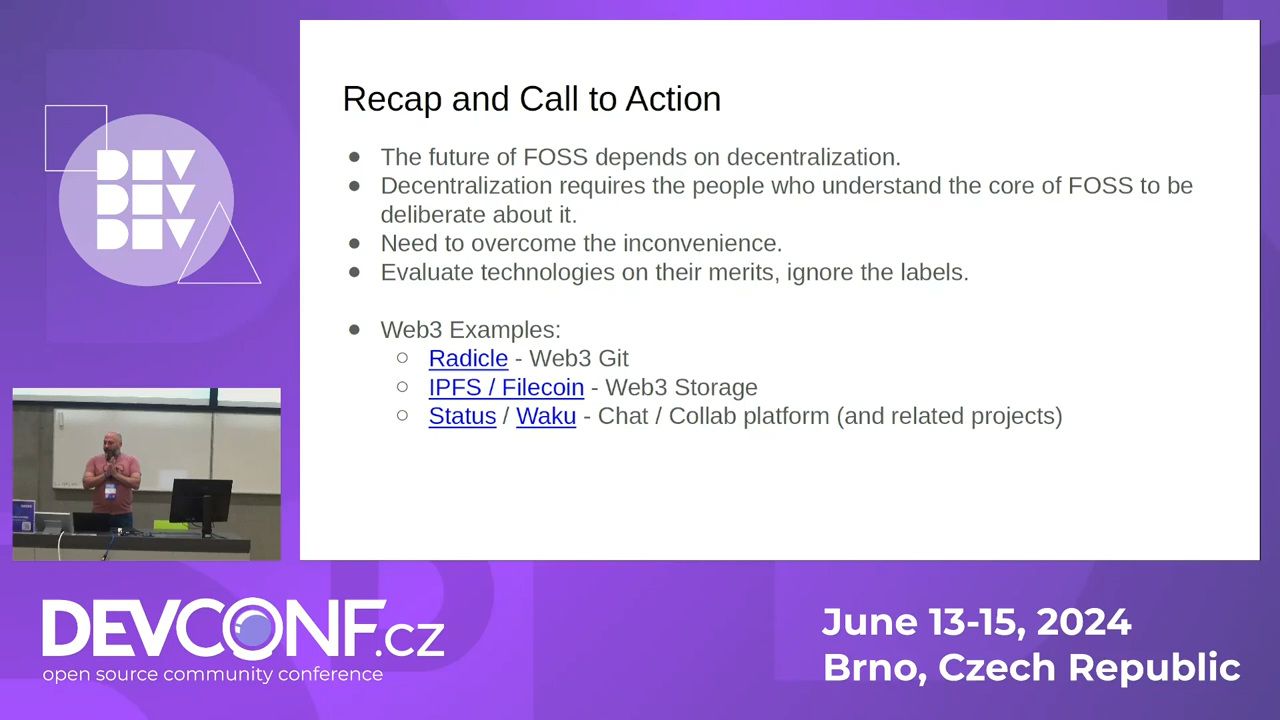 DEV
DEV
DEV
Recap and Call to Action
● The future of FOSS depends on decentralization.
● Decentralization requires the people who understand the core of FOSS to be
deliberate about it.
● Need to overcome the inconvenience.
● Evaluate technologies on their merits, ignore the labels.
● Web3 Examples:
○ Radicle - Web3 Git
○ IPFS / Filecoin - Web3 Storage
○ Status / Waku - Chat / Collab platform (and related projects)
DEVCONF.cz
open source community conference
June 13-15, 2024
Brno, Czech Republic